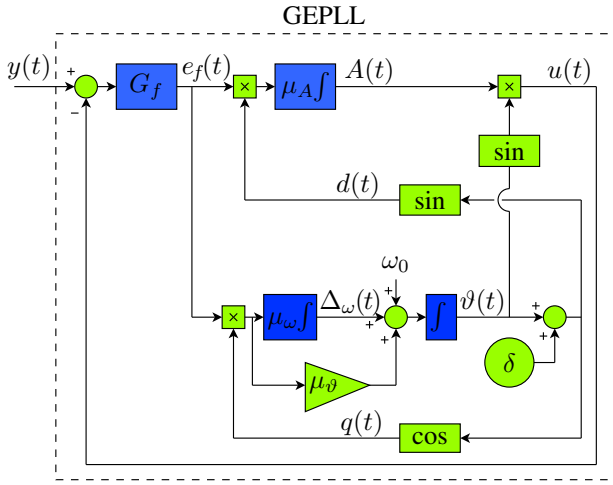 GEPLL
y(t) + − G_f e_f(t) × μ_A∫ A(t) × u(t)
sin
d(t) sin
ω_0
+
× μ_ω∫ Δ_ω(t) + + ∫ ϑ(t) + +
μ_ϑ δ
q(t) cos